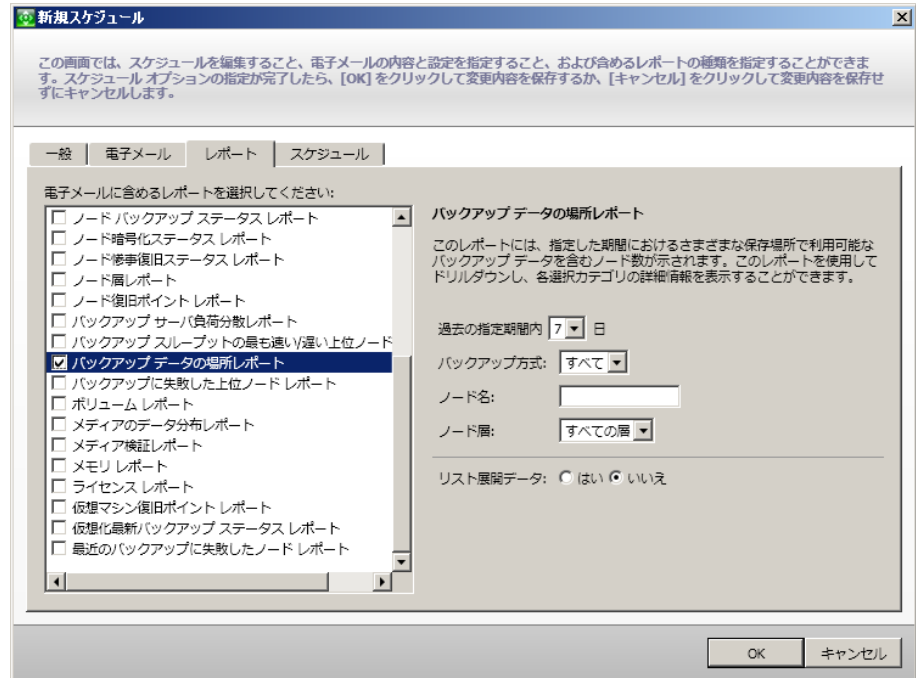 新規スケジュール
この画面では、スケジュールを編集すること、電子メールの内容と設定を指定すること、および含めるレポートの種類を指定することができま
す。スケジュール オプションの指定が完了したら、[OK] をクリックして変更内容を保存するか、[キャンセル] をクリックして変更内容を保存せ
ずにキャンセルします。
一般 電子メール レポート スケジュール
電子メールに含めるレポートを選択してください:
ノード バックアップ ステータス レポート
ノード暗号化ステータス レポート
ノード惨事復旧ステータス レポート
ノード層レポート
ノード復旧ポイント レポート
バックアップ サーバ負荷分散レポート
バックアップ スループットの最も速い/遅い上位ノード
バックアップ データの場所レポート
バックアップに失敗した上位ノード レポート
ボリューム レポート
メディアのデータ分布レポート
メディア検証レポート
メモリ レポート
ライセンス レポート
仮想マシン復旧ポイント レポート
仮想化最新バックアップ ステータス レポート
最近のバックアップに失敗したノード レポート
バックアップ データの場所レポート
このレポートには、指定した期間におけるさまざまな保存場所で利用可能な
バックアップ データを含むノード数が示されます。このレポートを使用して
ドリルダウンし、各選択カテゴリの詳細情報を表示することができます。
過去の指定期間内 7 日
バックアップ方式: すべて
ノード名:
ノード層: すべての層
リスト展開データ: はい いいえ
OK キャンセル